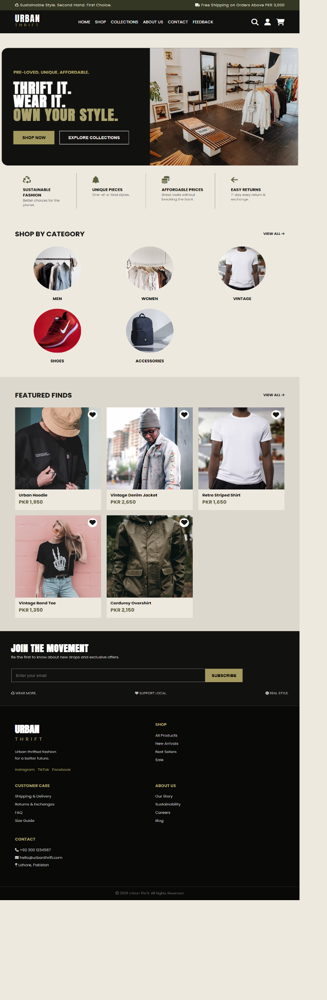 Sustainable Style. Second Hand. First Choice.
Free Shipping on Orders Above PKR 3,000
URBAN
THRIFT
HOME SHOP COLLECTIONS ABOUT US CONTACT FEEDBACK
PRE-LOVED. UNIQUE. AFFORDABLE.
THRIFT IT.
WEAR IT.
OWN YOUR STYLE.
SHOP NOW
EXPLORE COLLECTIONS
SUSTAINABLE
FASHION
Better choices for the
planet.
UNIQUE PIECES
One-of-a-kind styles.
AFFORDABLE PRICES
Great looks without
breaking the bank.
EASY RETURNS
7-day easy return &
exchange.
SHOP BY CATEGORY
VIEW ALL
MEN
WOMEN
VINTAGE
SHOES
ACCESSORIES
FEATURED FINDS
VIEW ALL
Urban Hoodie
PKR 1,950
Vintage Denim Jacket
PKR 2,650
Retro Striped Shirt
PKR 1,650
Vintage Band Tee
PKR 1,350
Corduroy Overshirt
PKR 2,150
JOIN THE MOVEMENT
Be the first to know about new drops and exclusive offers.
Enter your email
SUBSCRIBE
WEAR MORE.
SUPPORT LOCAL.
REAL STYLE.
URBAN
THRIFT
Urban thrifted fashion
for a better future.
Instagram TikTok Facebook
SHOP
All Products
New Arrivals
Best Sellers
Sale
CUSTOMER CARE
Shipping & Delivery
Returns & Exchanges
FAQ
Size Guide
ABOUT US
Our Story
Sustainability
Careers
Blog
CONTACT
+92 300 1234567
hello@urbanthrift.com
Lahore, Pakistan
© 2026 Urban Thrift. All Rights Reserved.